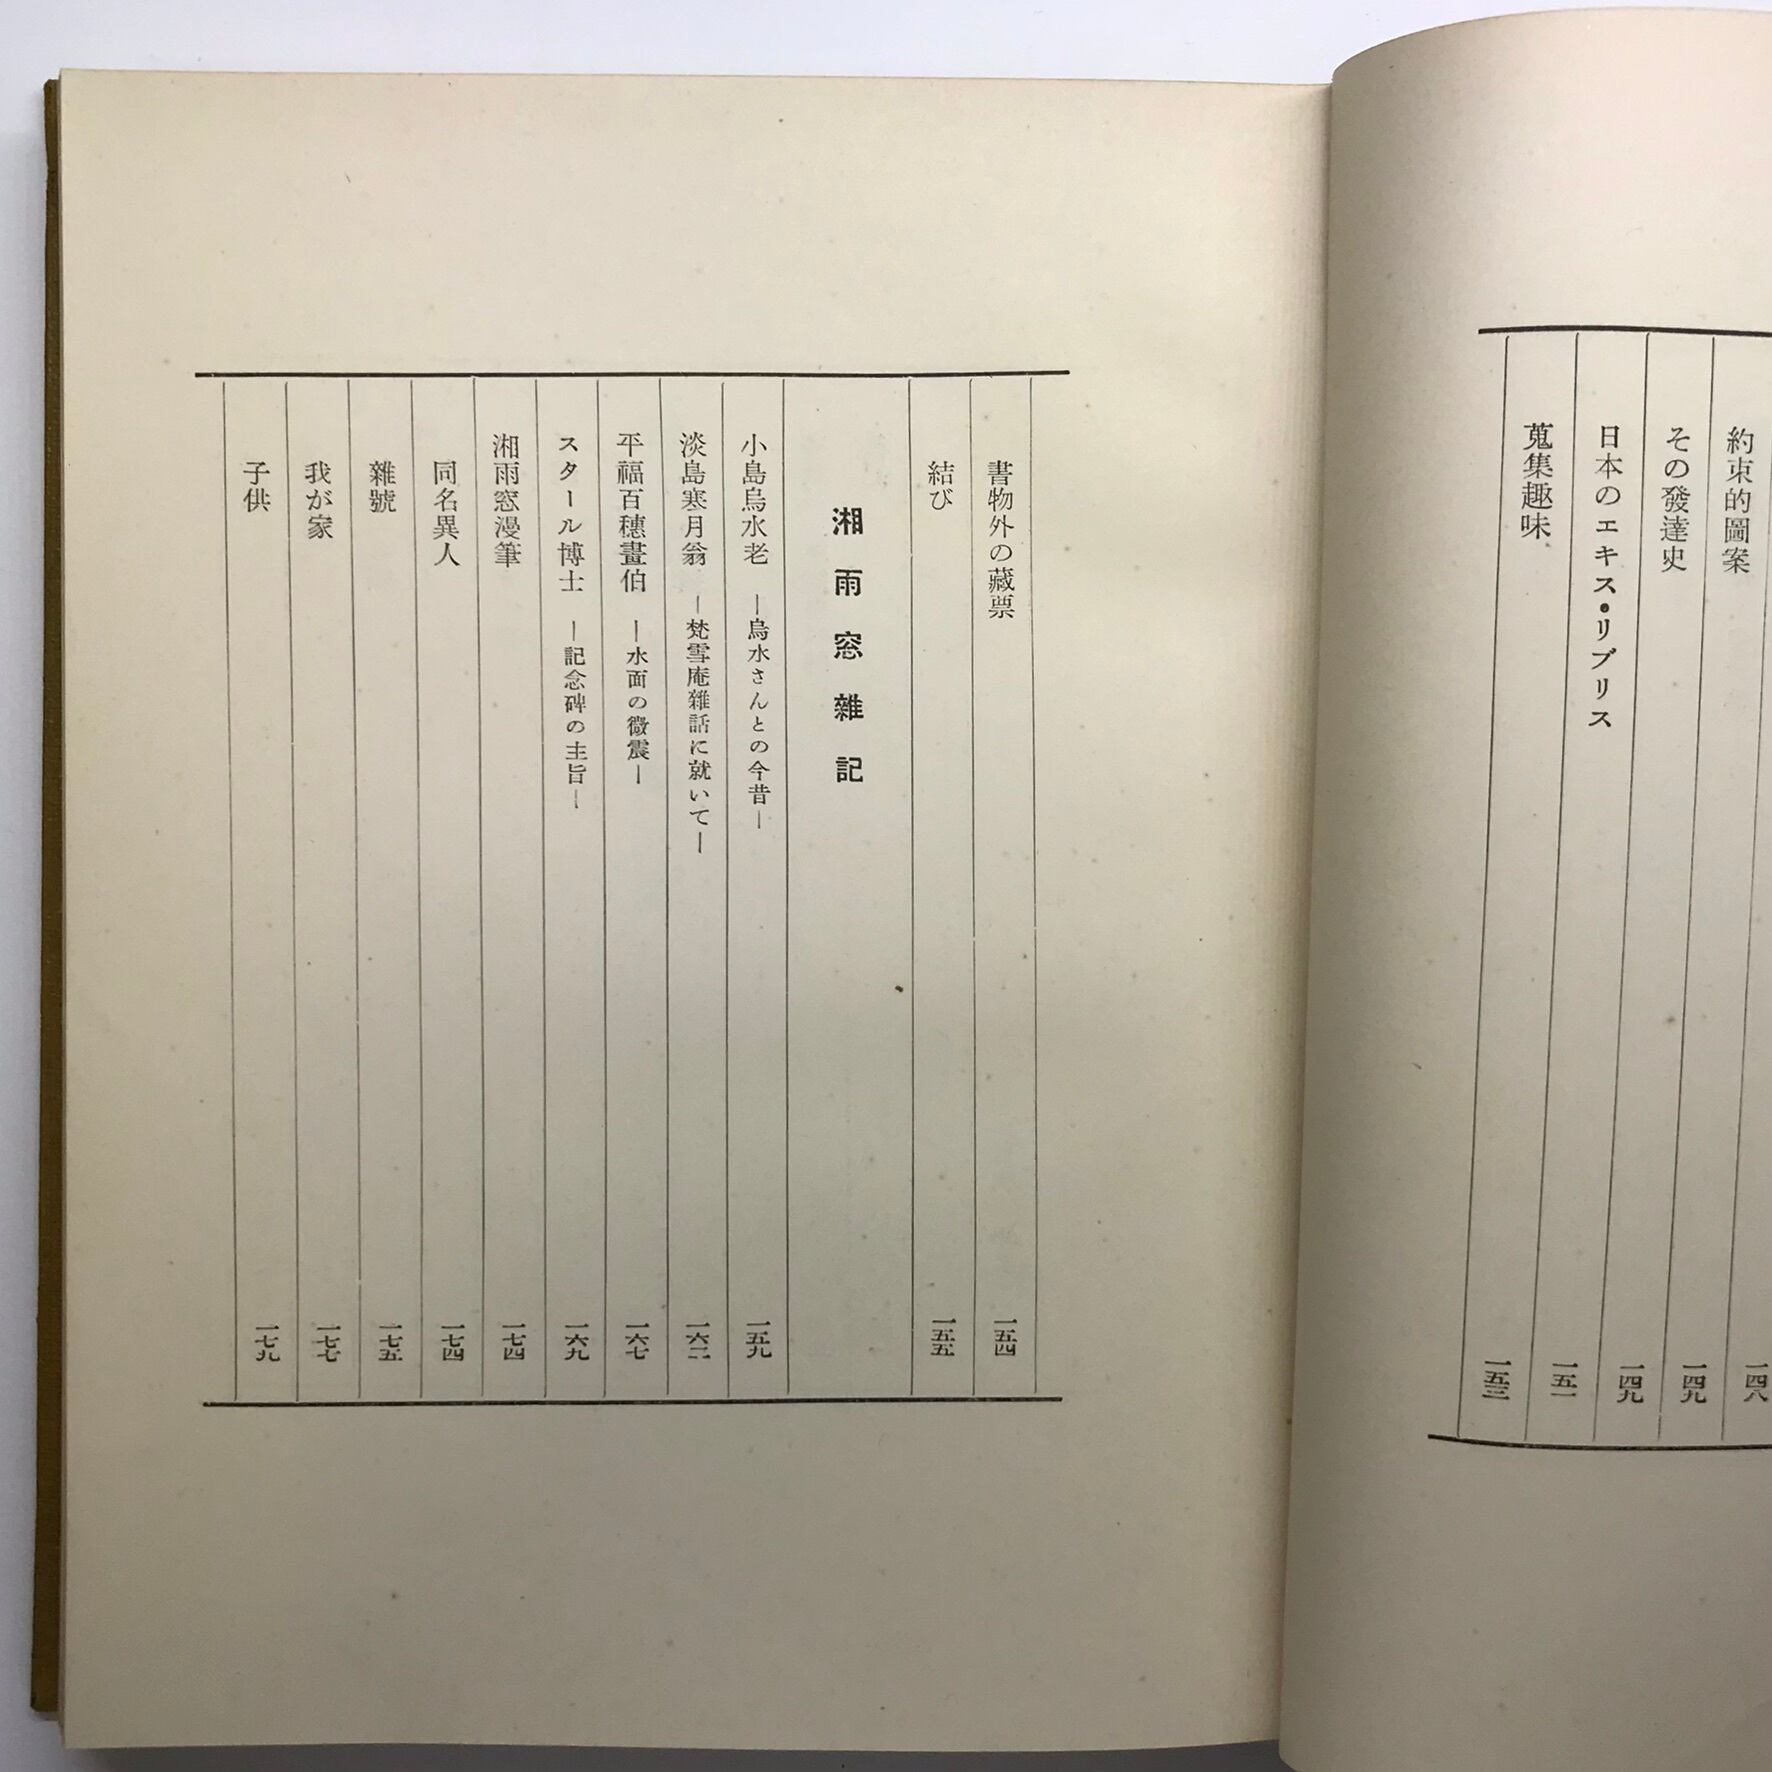 約束的圖案 一四八
その發達史 一四九
日本のエキス・リブリス 一四九
蒐集趣味 一五一
一五三
書物外の藏票 一五四
結び 一五五
湘雨窓雜記
小島烏水老 ―烏水さんとの今昔― 一五九
淡島寒月翁 ―梵雪庵雜話に就いて― 一六二
平福百穗畫伯 ―水面の微震― 一六七
スタール博士 ―記念碑の主旨― 一六九
湘雨窓漫筆 一七四
同名異人 一七四
雜號 一七五
我が家 一七七
子供 一七九